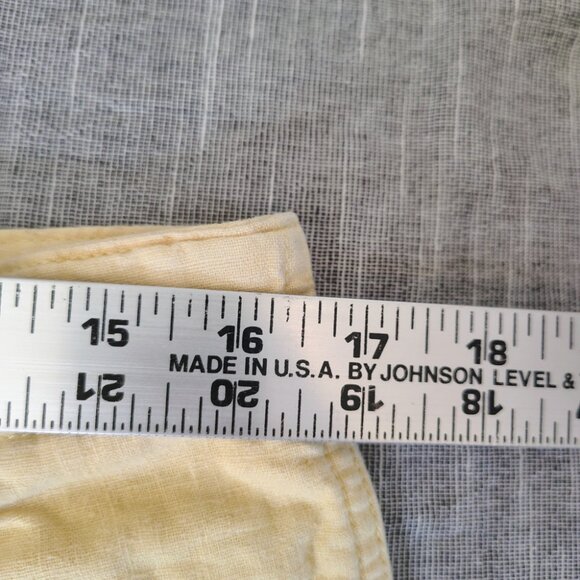 15 16 17 18
MADE IN U.S.A. BY JOHNSON LEVEL &
21 20 19 18